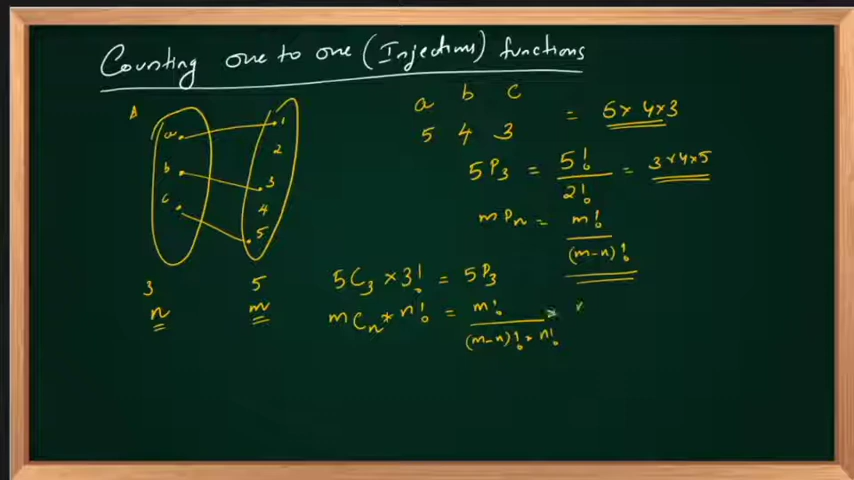 Counting one to one (Injections) functions
A
a
b
c
1
2
3
4
5
3
n
5
m
a b c
5 4 3 = 5 × 4 × 3
5P₃ = 5! / 2! = 3 × 4 × 5
mPₙ = m! / (m-n)!
5C₃ × 3! = 5P₃
mCₙ * n! = m! / (m-n)! * n! *